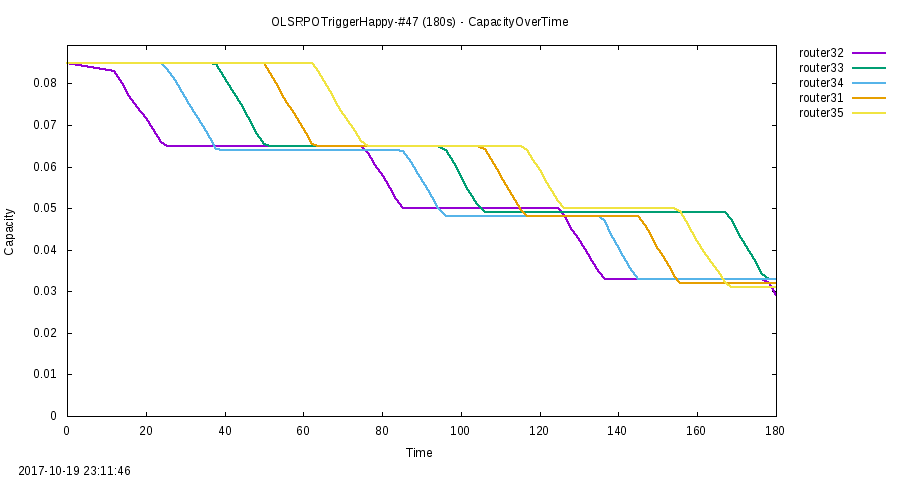 OLSRPOTriggerHappy-#47 (180s) - CapacityOverTime
router32
router33
router34
router31
router35
0.08
0.07
0.06
0.05
0.04
0.03
0.02
0.01
0
Capacity
0 20 40 60 80 100 120 140 160 180
Time
2017-10-19 23:11:46